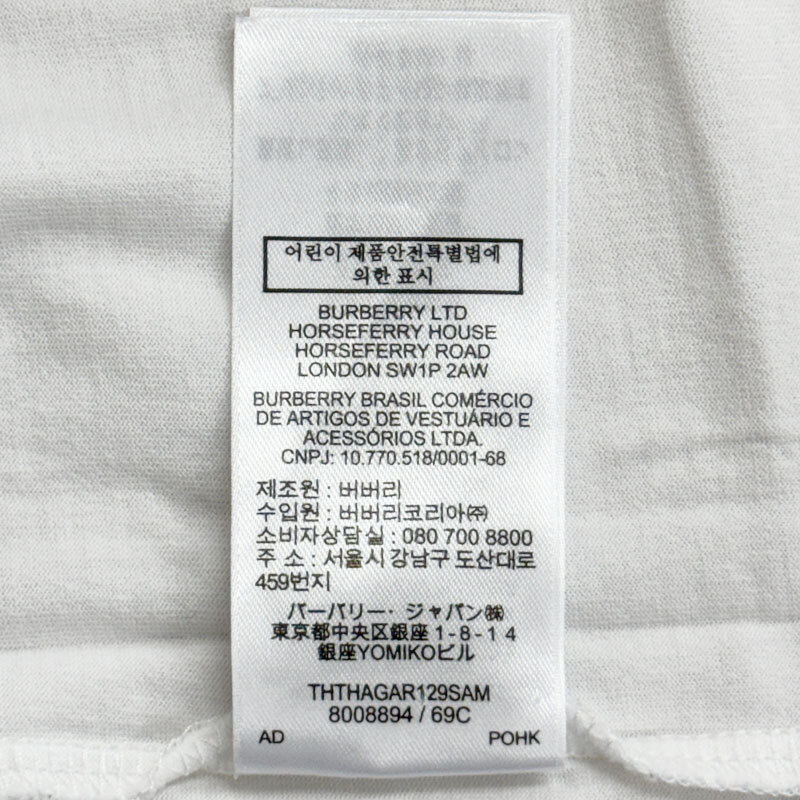 어린이 제품안전특별법에
의한 표시
BURBERRY LTD
HORSEFERRY HOUSE
HORSEFERRY ROAD
LONDON SW1P 2AW
BURBERRY BRASIL COMÉRCIO
DE ARTIGOS DE VESTUÁRIO E
ACESSÓRIOS LTDA.
CNPJ: 10.770.518/0001-68
제조원 : 버버리
수입원 : 버버리코리아㈜
소비자상담실 : 080 700 8800
주 소 : 서울시 강남구 도산대로
459번지
バーバリー・ジャパン㈱
東京都中央区銀座 1 - 8 - 1 4
銀座YOMIKOビル
THTHAGAR129SAM
8008894 / 69C
AD POHK